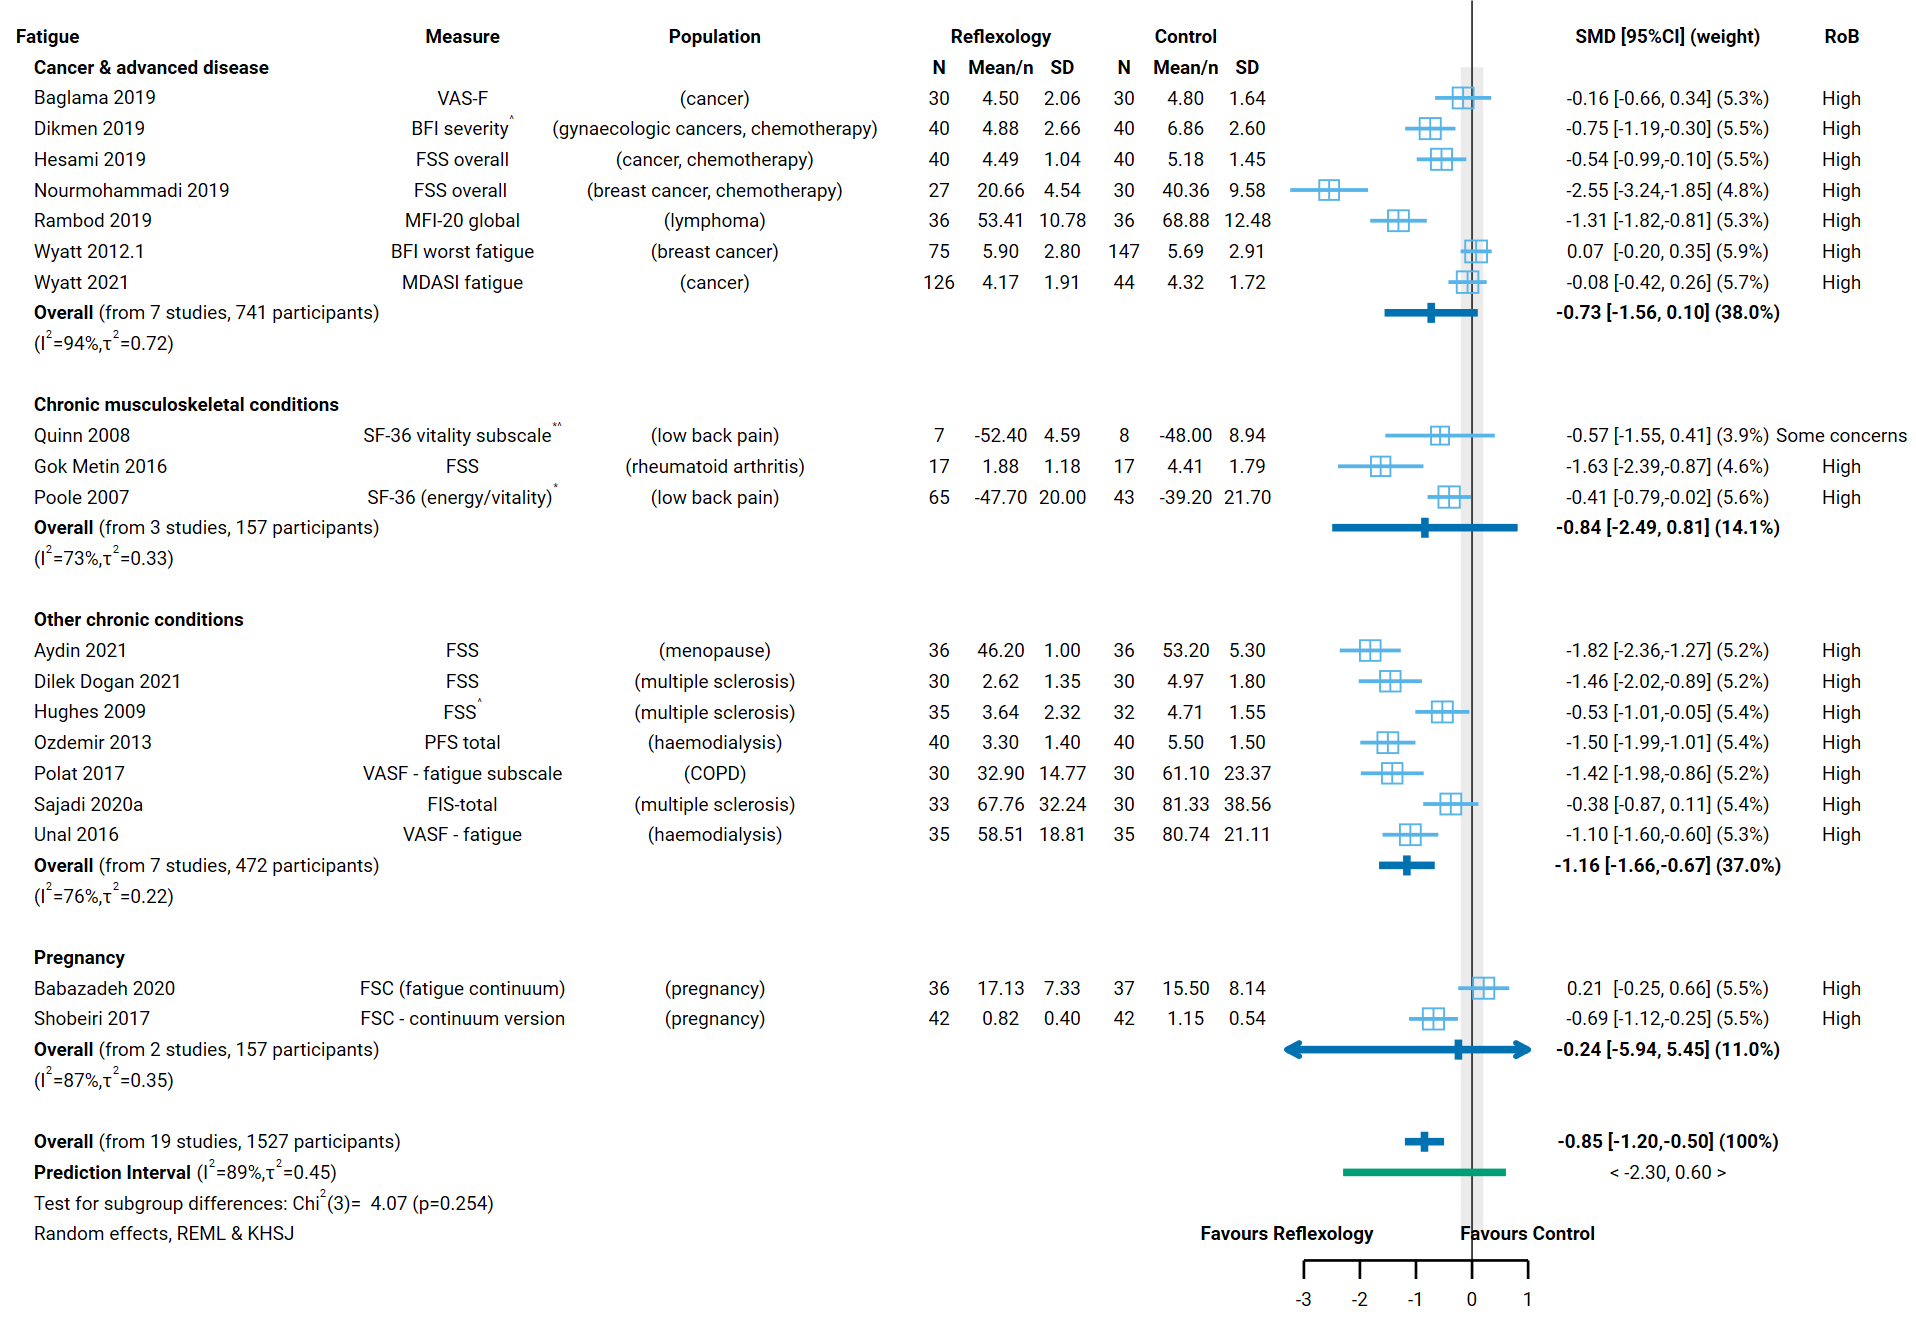 Fatigue Measure Population Reflexology Control SMD [95%CI] (weight) RoB
Cancer & advanced disease N Mean/n SD N Mean/n SD
Baglama 2019 VAS-F (cancer) 30 4.50 2.06 30 4.80 1.64 -0.16 [-0.66, 0.34] (5.3%) High
Dikmen 2019 BFI severity^ (gynaecologic cancers, chemotherapy) 40 4.88 2.66 40 6.86 2.60 -0.75 [-1.19,-0.30] (5.5%) High
Hesami 2019 FSS overall (cancer, chemotherapy) 40 4.49 1.04 40 5.18 1.45 -0.54 [-0.99,-0.10] (5.5%) High
Nourmohammadi 2019 FSS overall (breast cancer, chemotherapy) 27 20.66 4.54 30 40.36 9.58 -2.55 [-3.24,-1.85] (4.8%) High
Rambod 2019 MFI-20 global (lymphoma) 36 53.41 10.78 36 68.88 12.48 -1.31 [-1.82,-0.81] (5.3%) High
Wyatt 2012.1 BFI worst fatigue (breast cancer) 75 5.90 2.80 147 5.69 2.91 0.07 [-0.20, 0.35] (5.9%) High
Wyatt 2021 MDASI fatigue (cancer) 126 4.17 1.91 44 4.32 1.72 -0.08 [-0.42, 0.26] (5.7%) High
Overall (from 7 studies, 741 participants) -0.73 [-1.56, 0.10] (38.0%)
(I²=94%,τ²=0.72)
Chronic musculoskeletal conditions
Quinn 2008 SF-36 vitality subscale*^ (low back pain) 7 -52.40 4.59 8 -48.00 8.94 -0.57 [-1.55, 0.41] (3.9%) Some concerns
Gok Metin 2016 FSS (rheumatoid arthritis) 17 1.88 1.18 17 4.41 1.79 -1.63 [-2.39,-0.87] (4.6%) High
Poole 2007 SF-36 (energy/vitality)* (low back pain) 65 -47.70 20.00 43 -39.20 21.70 -0.41 [-0.79,-0.02] (5.6%) High
Overall (from 3 studies, 157 participants) -0.84 [-2.49, 0.81] (14.1%)
(I²=73%,τ²=0.33)
Other chronic conditions
Aydin 2021 FSS (menopause) 36 46.20 1.00 36 53.20 5.30 -1.82 [-2.36,-1.27] (5.2%) High
Dilek Dogan 2021 FSS (multiple sclerosis) 30 2.62 1.35 30 4.97 1.80 -1.46 [-2.02,-0.89] (5.2%) High
Hughes 2009 FSS^ (multiple sclerosis) 35 3.64 2.32 32 4.71 1.55 -0.53 [-1.01,-0.05] (5.4%) High
Ozdemir 2013 PFS total (haemodialysis) 40 3.30 1.40 40 5.50 1.50 -1.50 [-1.99,-1.01] (5.4%) High
Polat 2017 VASF - fatigue subscale (COPD) 30 32.90 14.77 30 61.10 23.37 -1.42 [-1.98,-0.86] (5.2%) High
Sajadi 2020a FIS-total (multiple sclerosis) 33 67.76 32.24 30 81.33 38.56 -0.38 [-0.87, 0.11] (5.4%) High
Unal 2016 VASF - fatigue (haemodialysis) 35 58.51 18.81 35 80.74 21.11 -1.10 [-1.60,-0.60] (5.3%) High
Overall (from 7 studies, 472 participants) -1.16 [-1.66,-0.67] (37.0%)
(I²=76%,τ²=0.22)
Pregnancy
Babazadeh 2020 FSC (fatigue continuum) (pregnancy) 36 17.13 7.33 37 15.50 8.14 0.21 [-0.25, 0.66] (5.5%) High
Shobeiri 2017 FSC - continuum version (pregnancy) 42 0.82 0.40 42 1.15 0.54 -0.69 [-1.12,-0.25] (5.5%) High
Overall (from 2 studies, 157 participants) -0.24 [-5.94, 5.45] (11.0%)
(I²=87%,τ²=0.35)
Overall (from 19 studies, 1527 participants) -0.85 [-1.20,-0.50] (100%)
Prediction Interval (I²=89%,τ²=0.45) < -2.30, 0.60 >
Test for subgroup differences: Chi²(3)= 4.07 (p=0.254)
Random effects, REML & KHSJ Favours Reflexology Favours Control
-3 -2 -1 0 1